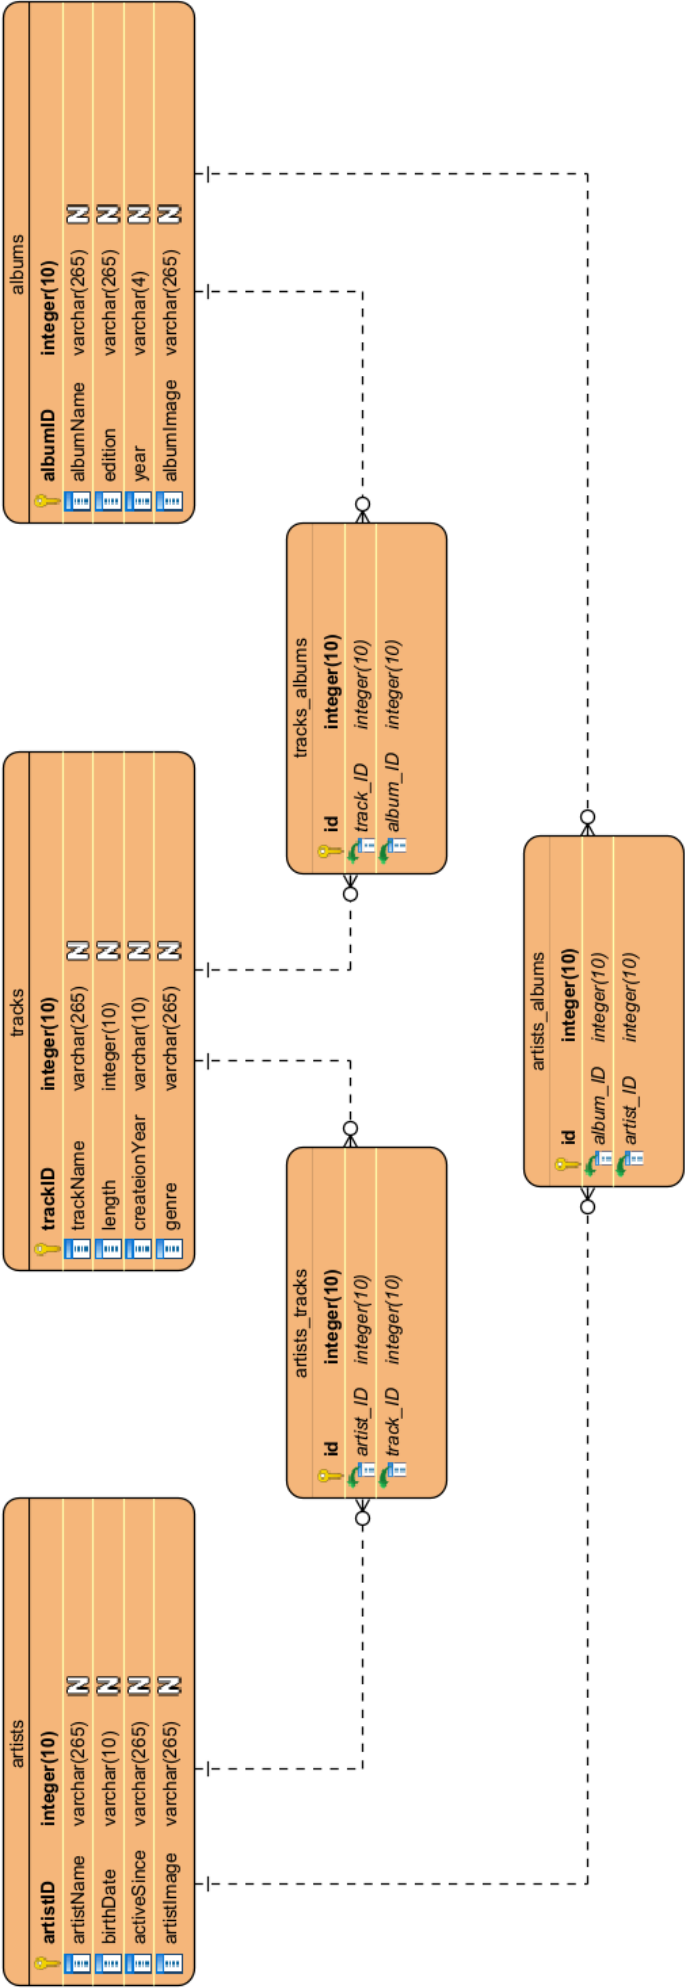 artists
artistID integer(10)
artistName varchar(265) N
birthDate varchar(10) N
activeSince varchar(265) N
artistImage varchar(265) N
tracks
trackID integer(10)
trackName varchar(265) N
length integer(10) N
createionYear varchar(10) N
genre varchar(265) N
albums
albumID integer(10)
albumName varchar(265) N
edition varchar(265) N
year varchar(4) N
albumImage varchar(265) N
artists_tracks
id integer(10)
artist_ID integer(10)
track_ID integer(10)
tracks_albums
id integer(10)
track_ID integer(10)
album_ID integer(10)
artists_albums
id integer(10)
album_ID integer(10)
artist_ID integer(10)